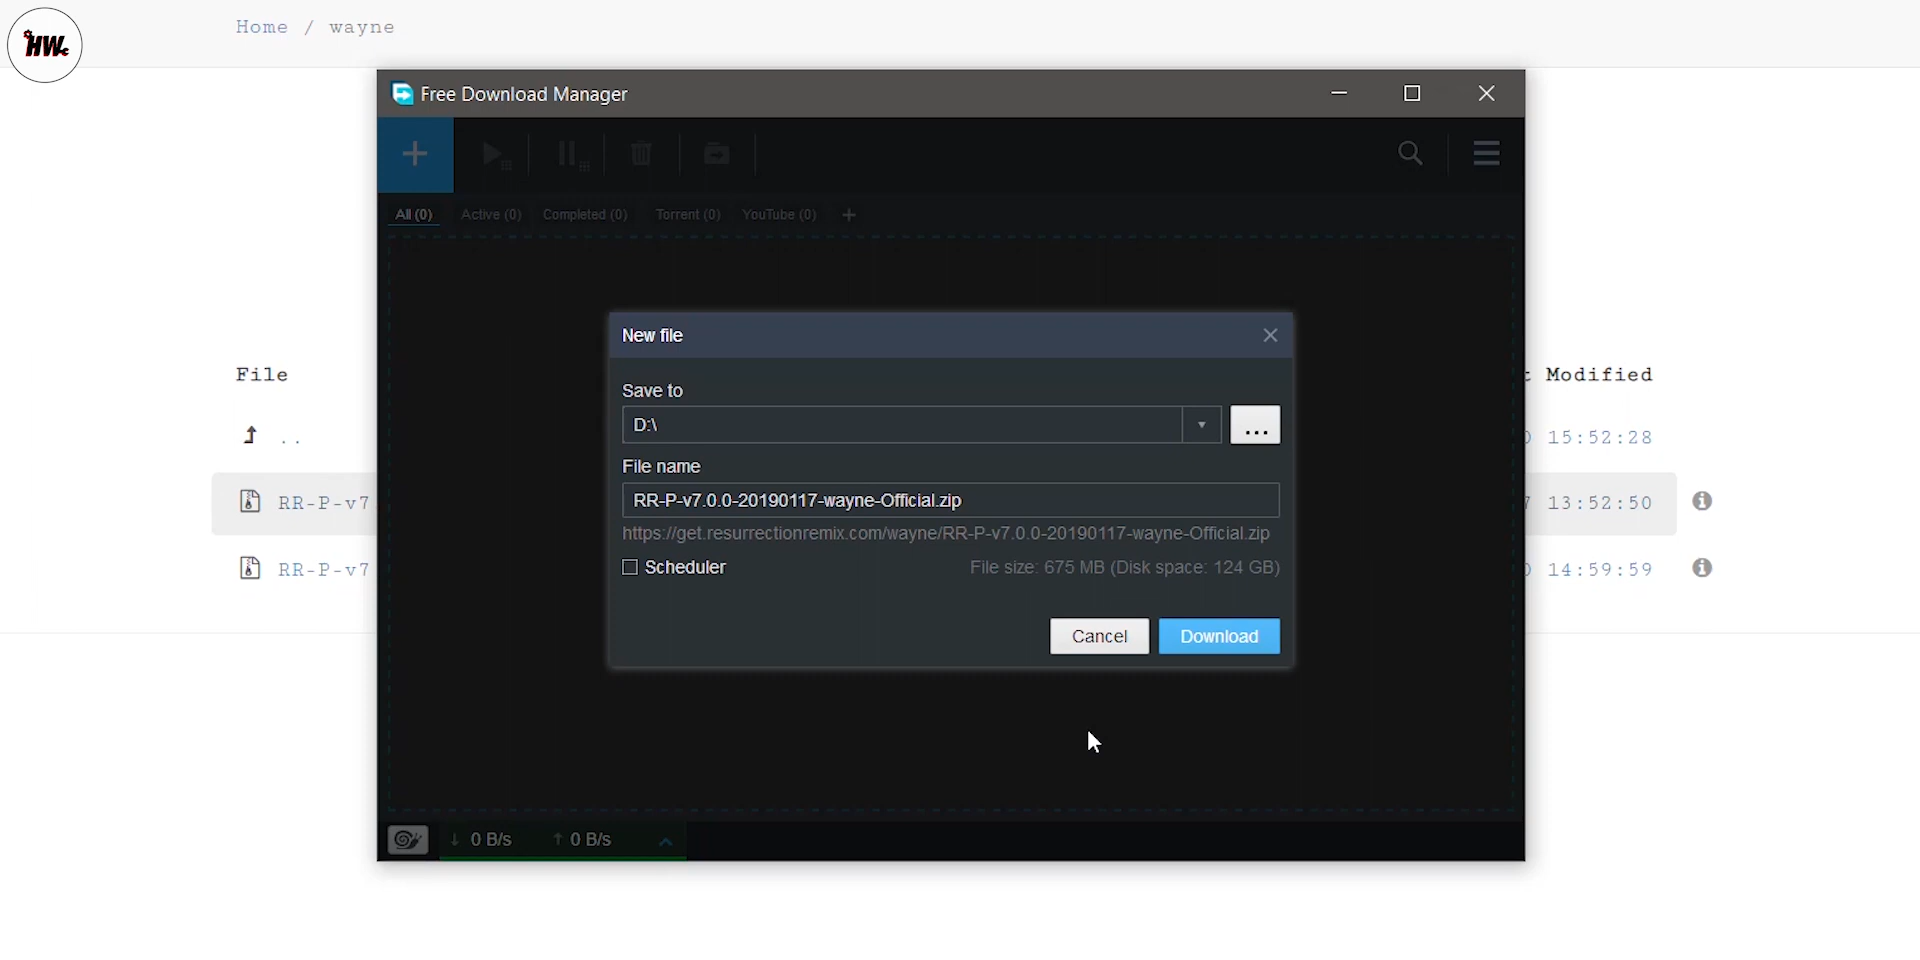 Home / wayne
HW
Free Download Manager
All (0) Active (0) Completed (0) Torrent (0) YouTube (0) +
New file
Save to
D:\
...
File name
RR-P-v7.0.0-20190117-wayne-Official.zip
https://get.resurrectionremix.com/wayne/RR-P-v7.0.0-20190117-wayne-Official.zip
Scheduler File size: 675 MB (Disk space: 124 GB)
Cancel Download
↓ 0 B/s ↑ 0 B/s
File Modified
.. 15:52:28
RR-P-v7 13:52:50
RR-P-v7 14:59:59